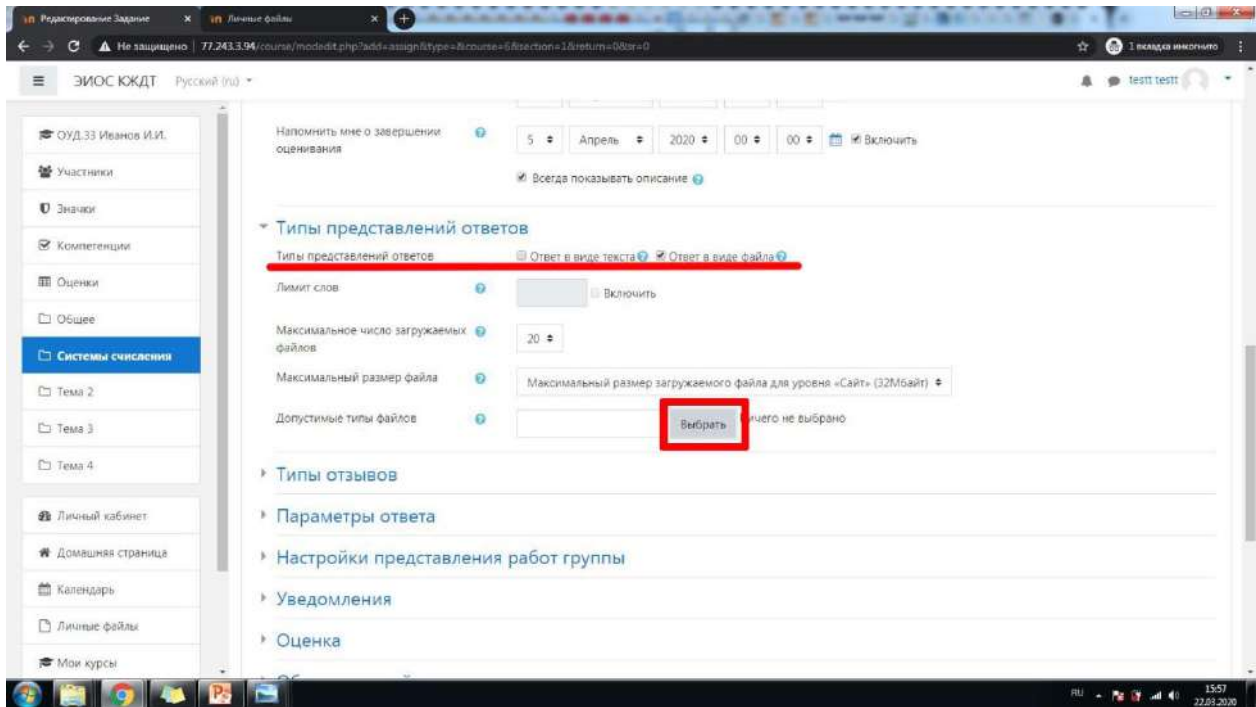 Редактирование Задание
Личные файлы
Не защищено 77.243.3.94/course/modedit.php?add=assign&type=&course=6&section=1&return=0&sr=0
1 вкладка инкогнито
ЭИОС КЖДТ Русский (ru)
testt testt
ОУД.33 Иванов И.И.
Участники
Значки
Компетенции
Оценки
Общее
Системы счисления
Тема 2
Тема 3
Тема 4
Личный кабинет
Домашняя страница
Календарь
Личные файлы
Мои курсы
Напомнить мне о завершении
оценивания
5 Апрель 2020 00 00 Включить
Всегда показывать описание
Типы представлений ответов
Типы представлений ответов Ответ в виде текста Ответ в виде файла
Лимит слов Включить
Максимальное число загружаемых
файлов
20
Максимальный размер файла Максимальный размер загружаемого файла для уровня «Сайт» (32Мбайт)
Допустимые типы файлов Выбрать не выбрано
Типы отзывов
Параметры ответа
Настройки представления работ группы
Уведомления
Оценка
RU 15:57
22.03.2020